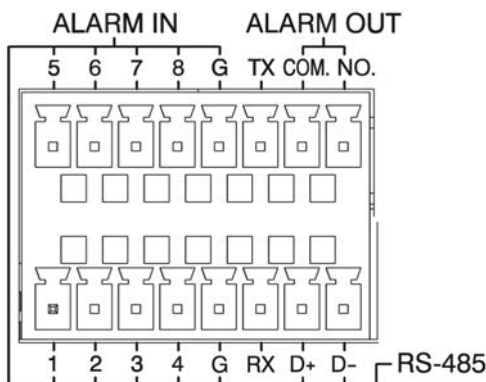 ALARM IN ALARM OUT
5 6 7 8 G TX COM. NO.
1 2 3 4 G RX D+ D- RS-485